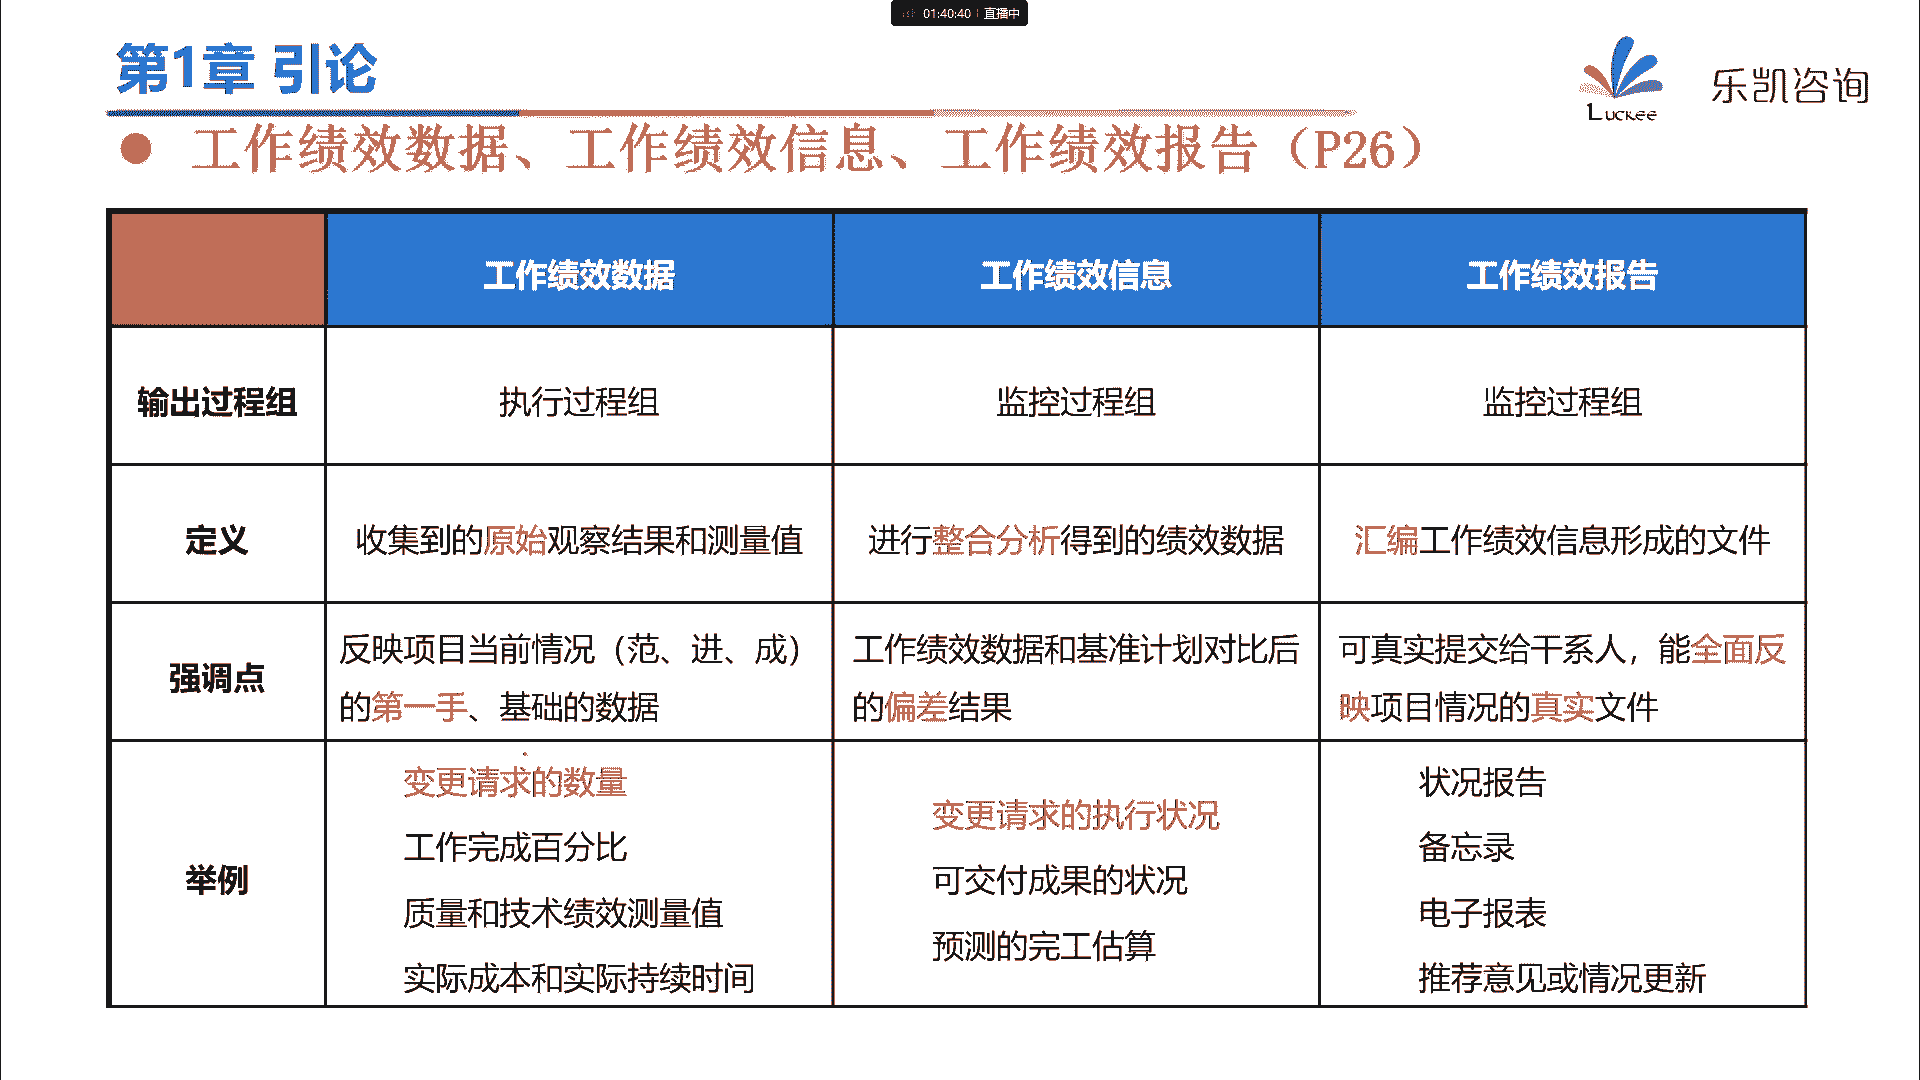 01:40:40 直播中
第1章 引论
Luckee
乐凯咨询
工作绩效数据、工作绩效信息、工作绩效报告（P26）
工作绩效数据
工作绩效信息
工作绩效报告
输出过程组
执行过程组
监控过程组
监控过程组
定义
收集到的原始观察结果和测量值
进行整合分析得到的绩效数据
汇编工作绩效信息形成的文件
强调点
反映项目当前情况（范、进、成）
的第一手、基础的数据
工作绩效数据和基准计划对比后
的偏差结果
可真实提交给干系人，能全面反
映项目情况的真实文件
举例
变更请求的数量
工作完成百分比
质量和技术绩效测量值
实际成本和实际持续时间
变更请求的执行状况
可交付成果的状况
预测的完工估算
状况报告
备忘录
电子报表
推荐意见或情况更新